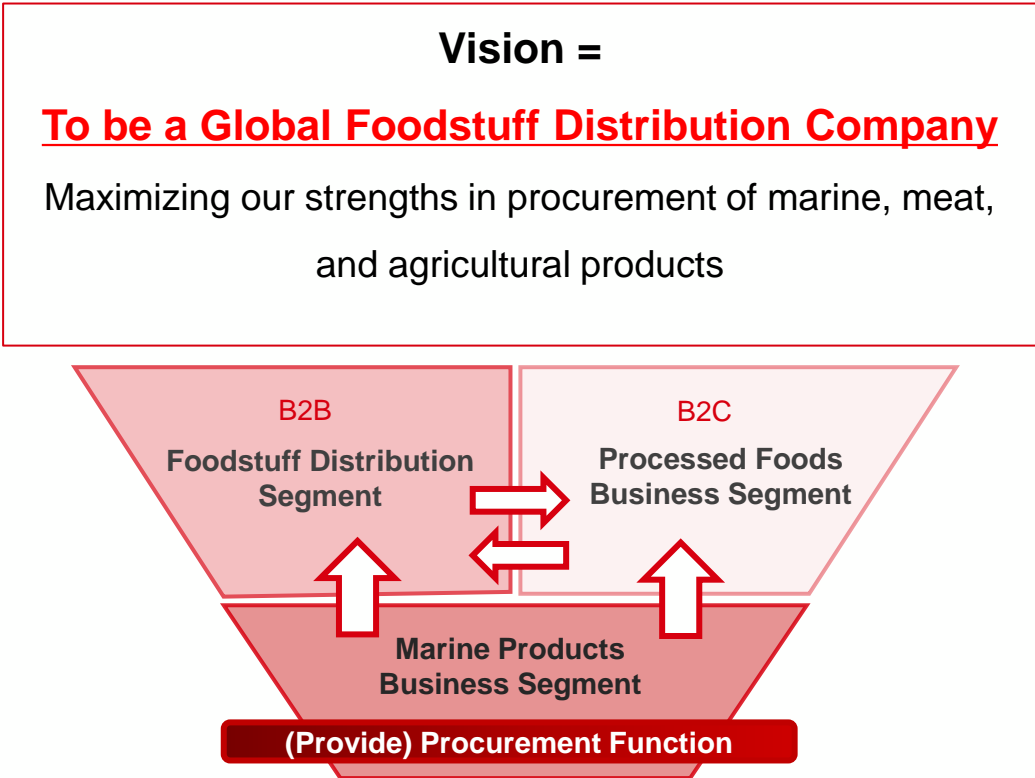 Vision =
To be a Global Foodstuff Distribution Company
Maximizing our strengths in procurement of marine, meat,
and agricultural products
B2B
Foodstuff Distribution
Segment
B2C
Processed Foods
Business Segment
Marine Products
Business Segment
(Provide) Procurement Function